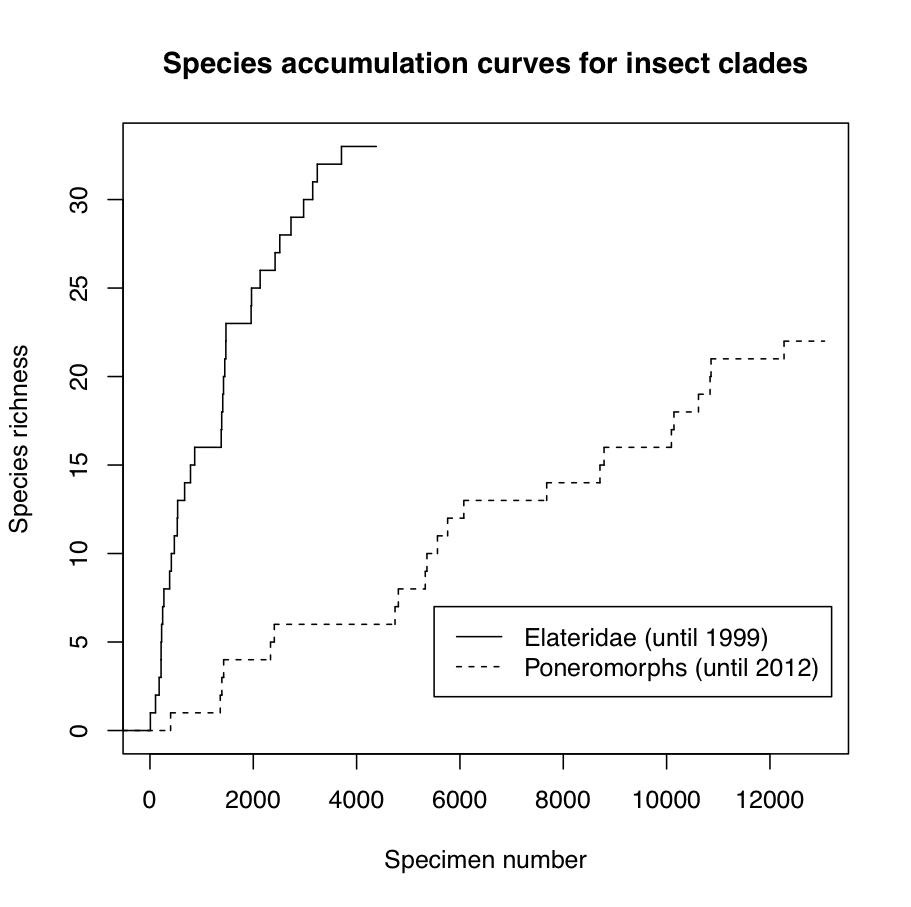 Species accumulation curves for insect clades
Species richness
30
25
20
15
10
5
0
Elateridae (until 1999)
Poneromorphs (until 2012)
0 2000 4000 6000 8000 10000 12000
Specimen number